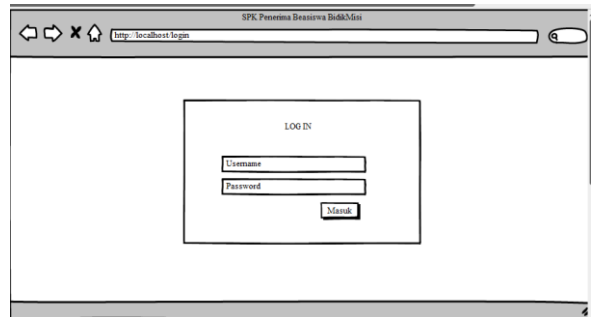 SPK Penerima Beasiswa BidikMisi
http://localhost/login
LOG IN
Username
Password
Masuk